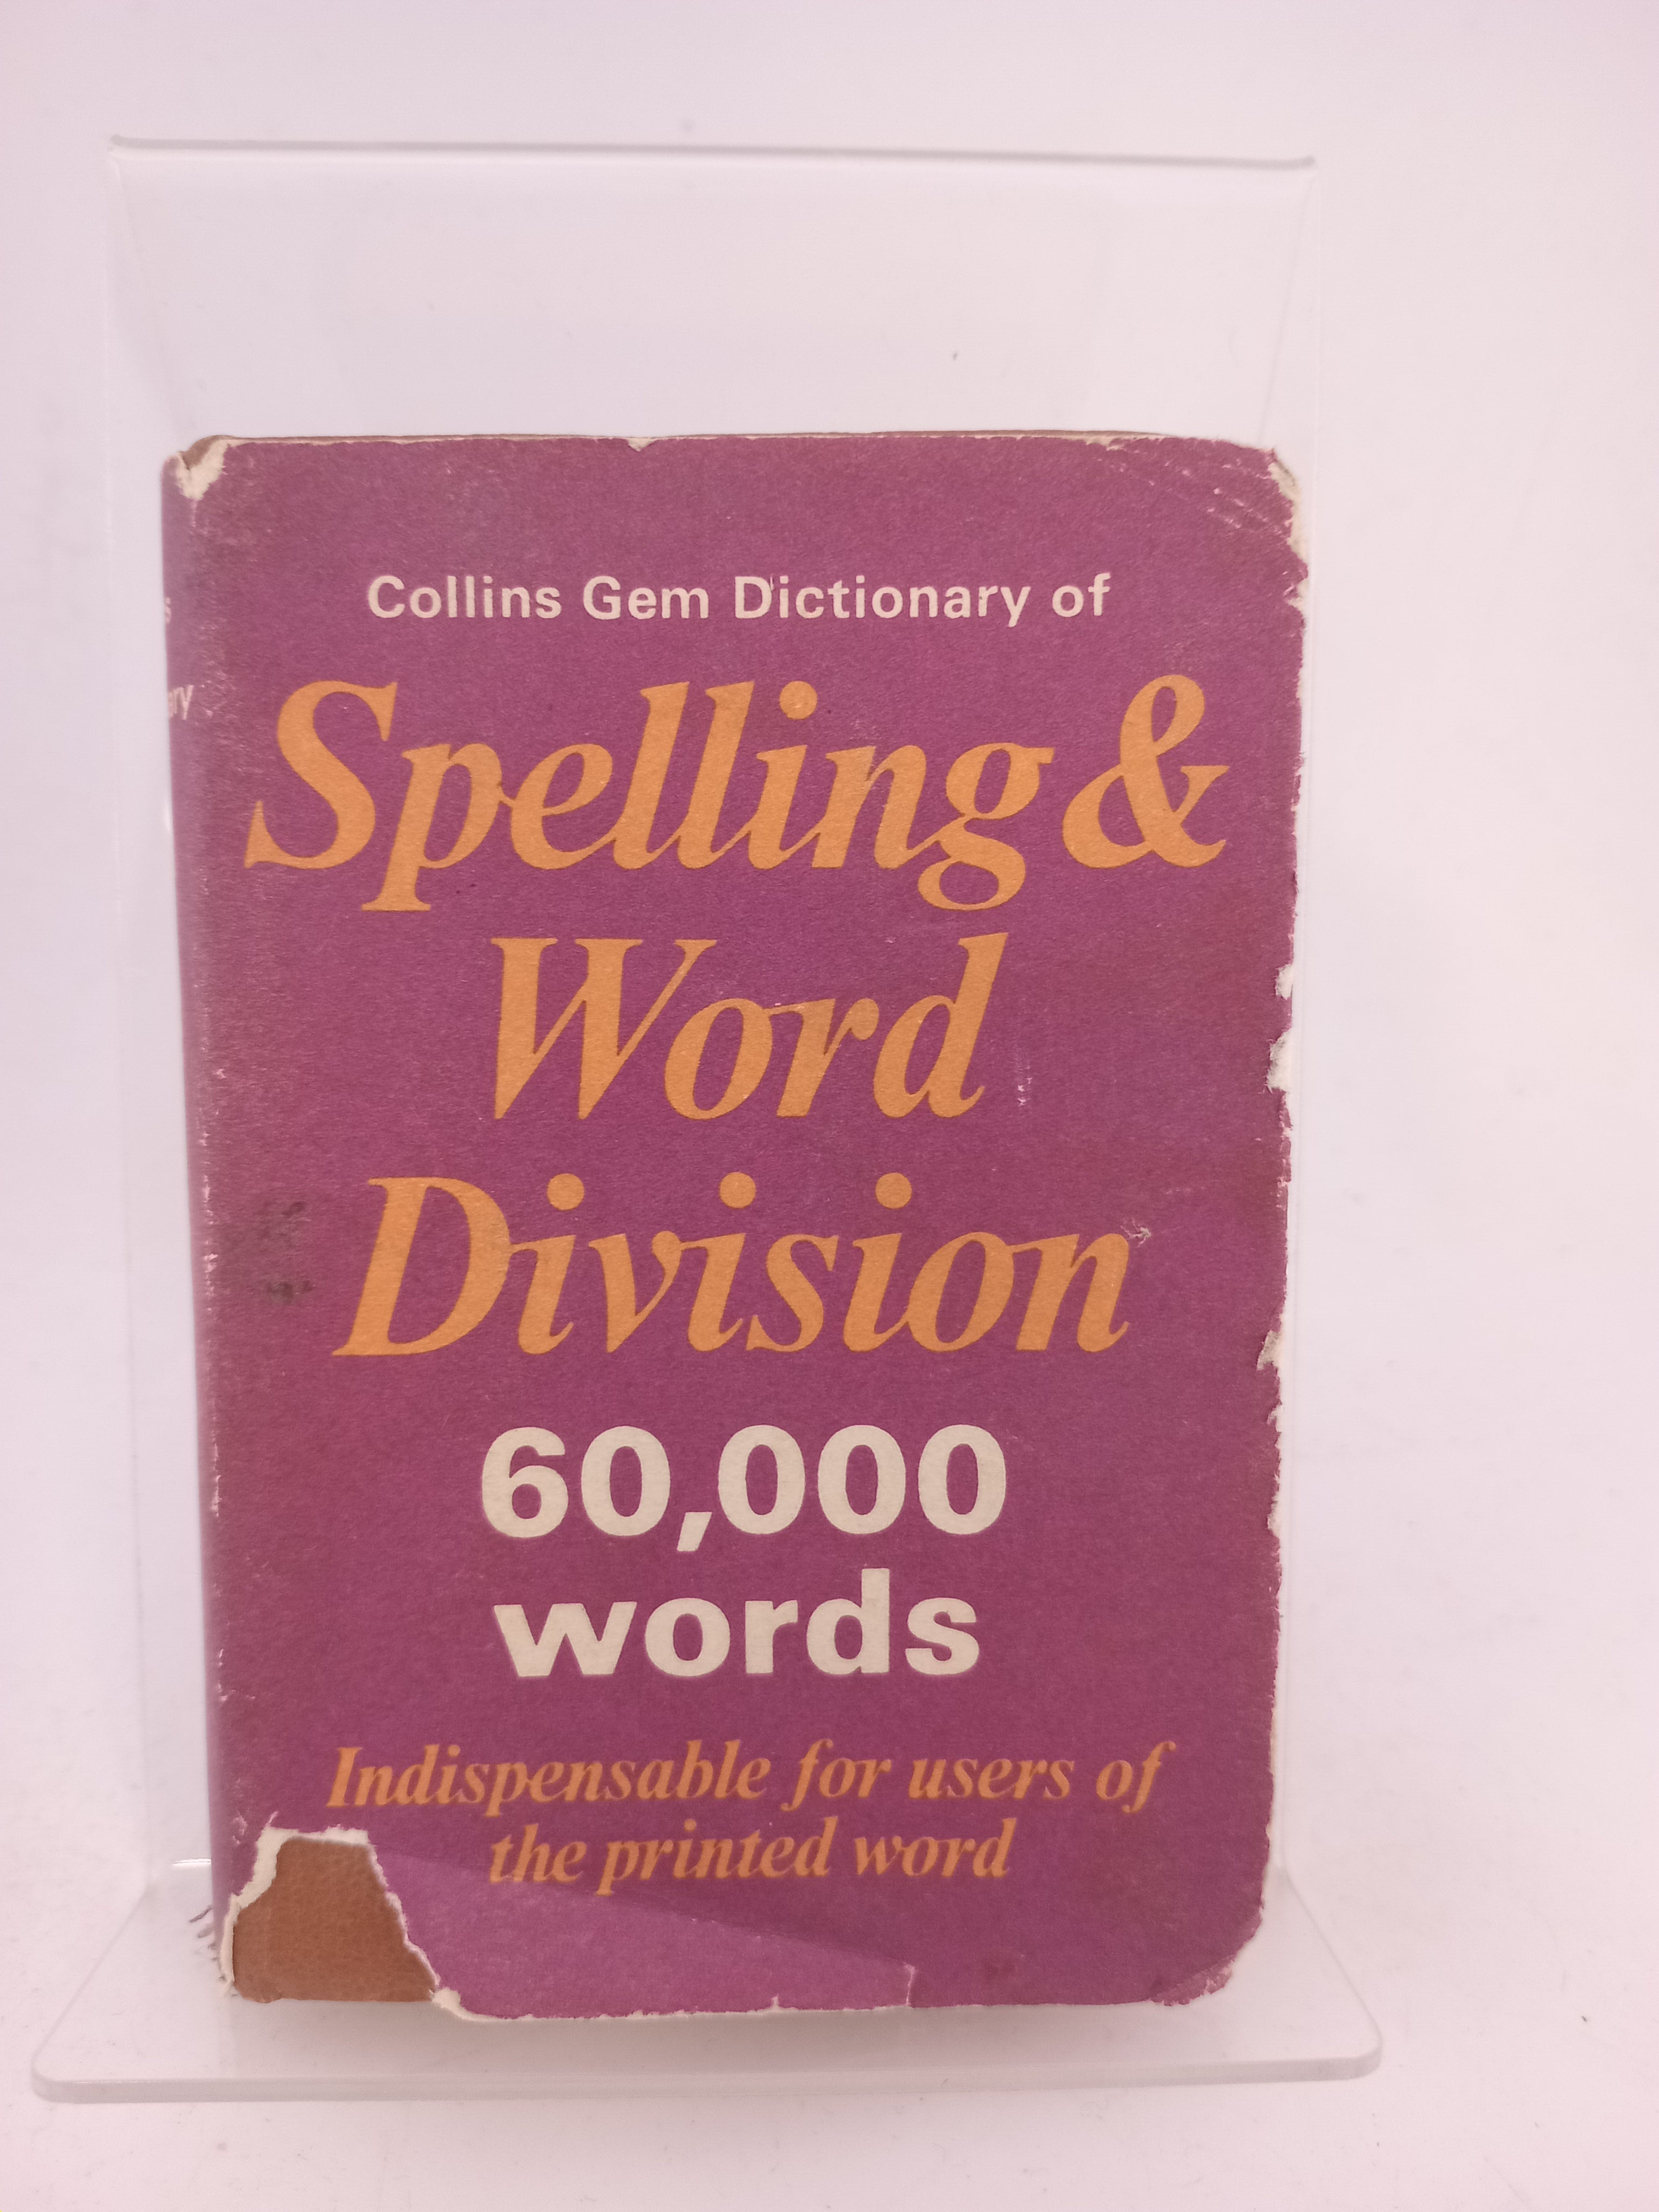 Collins Gem Dictionary of
Spelling &
Word
Division
60,000
words
Indispensable for users of
the printed word